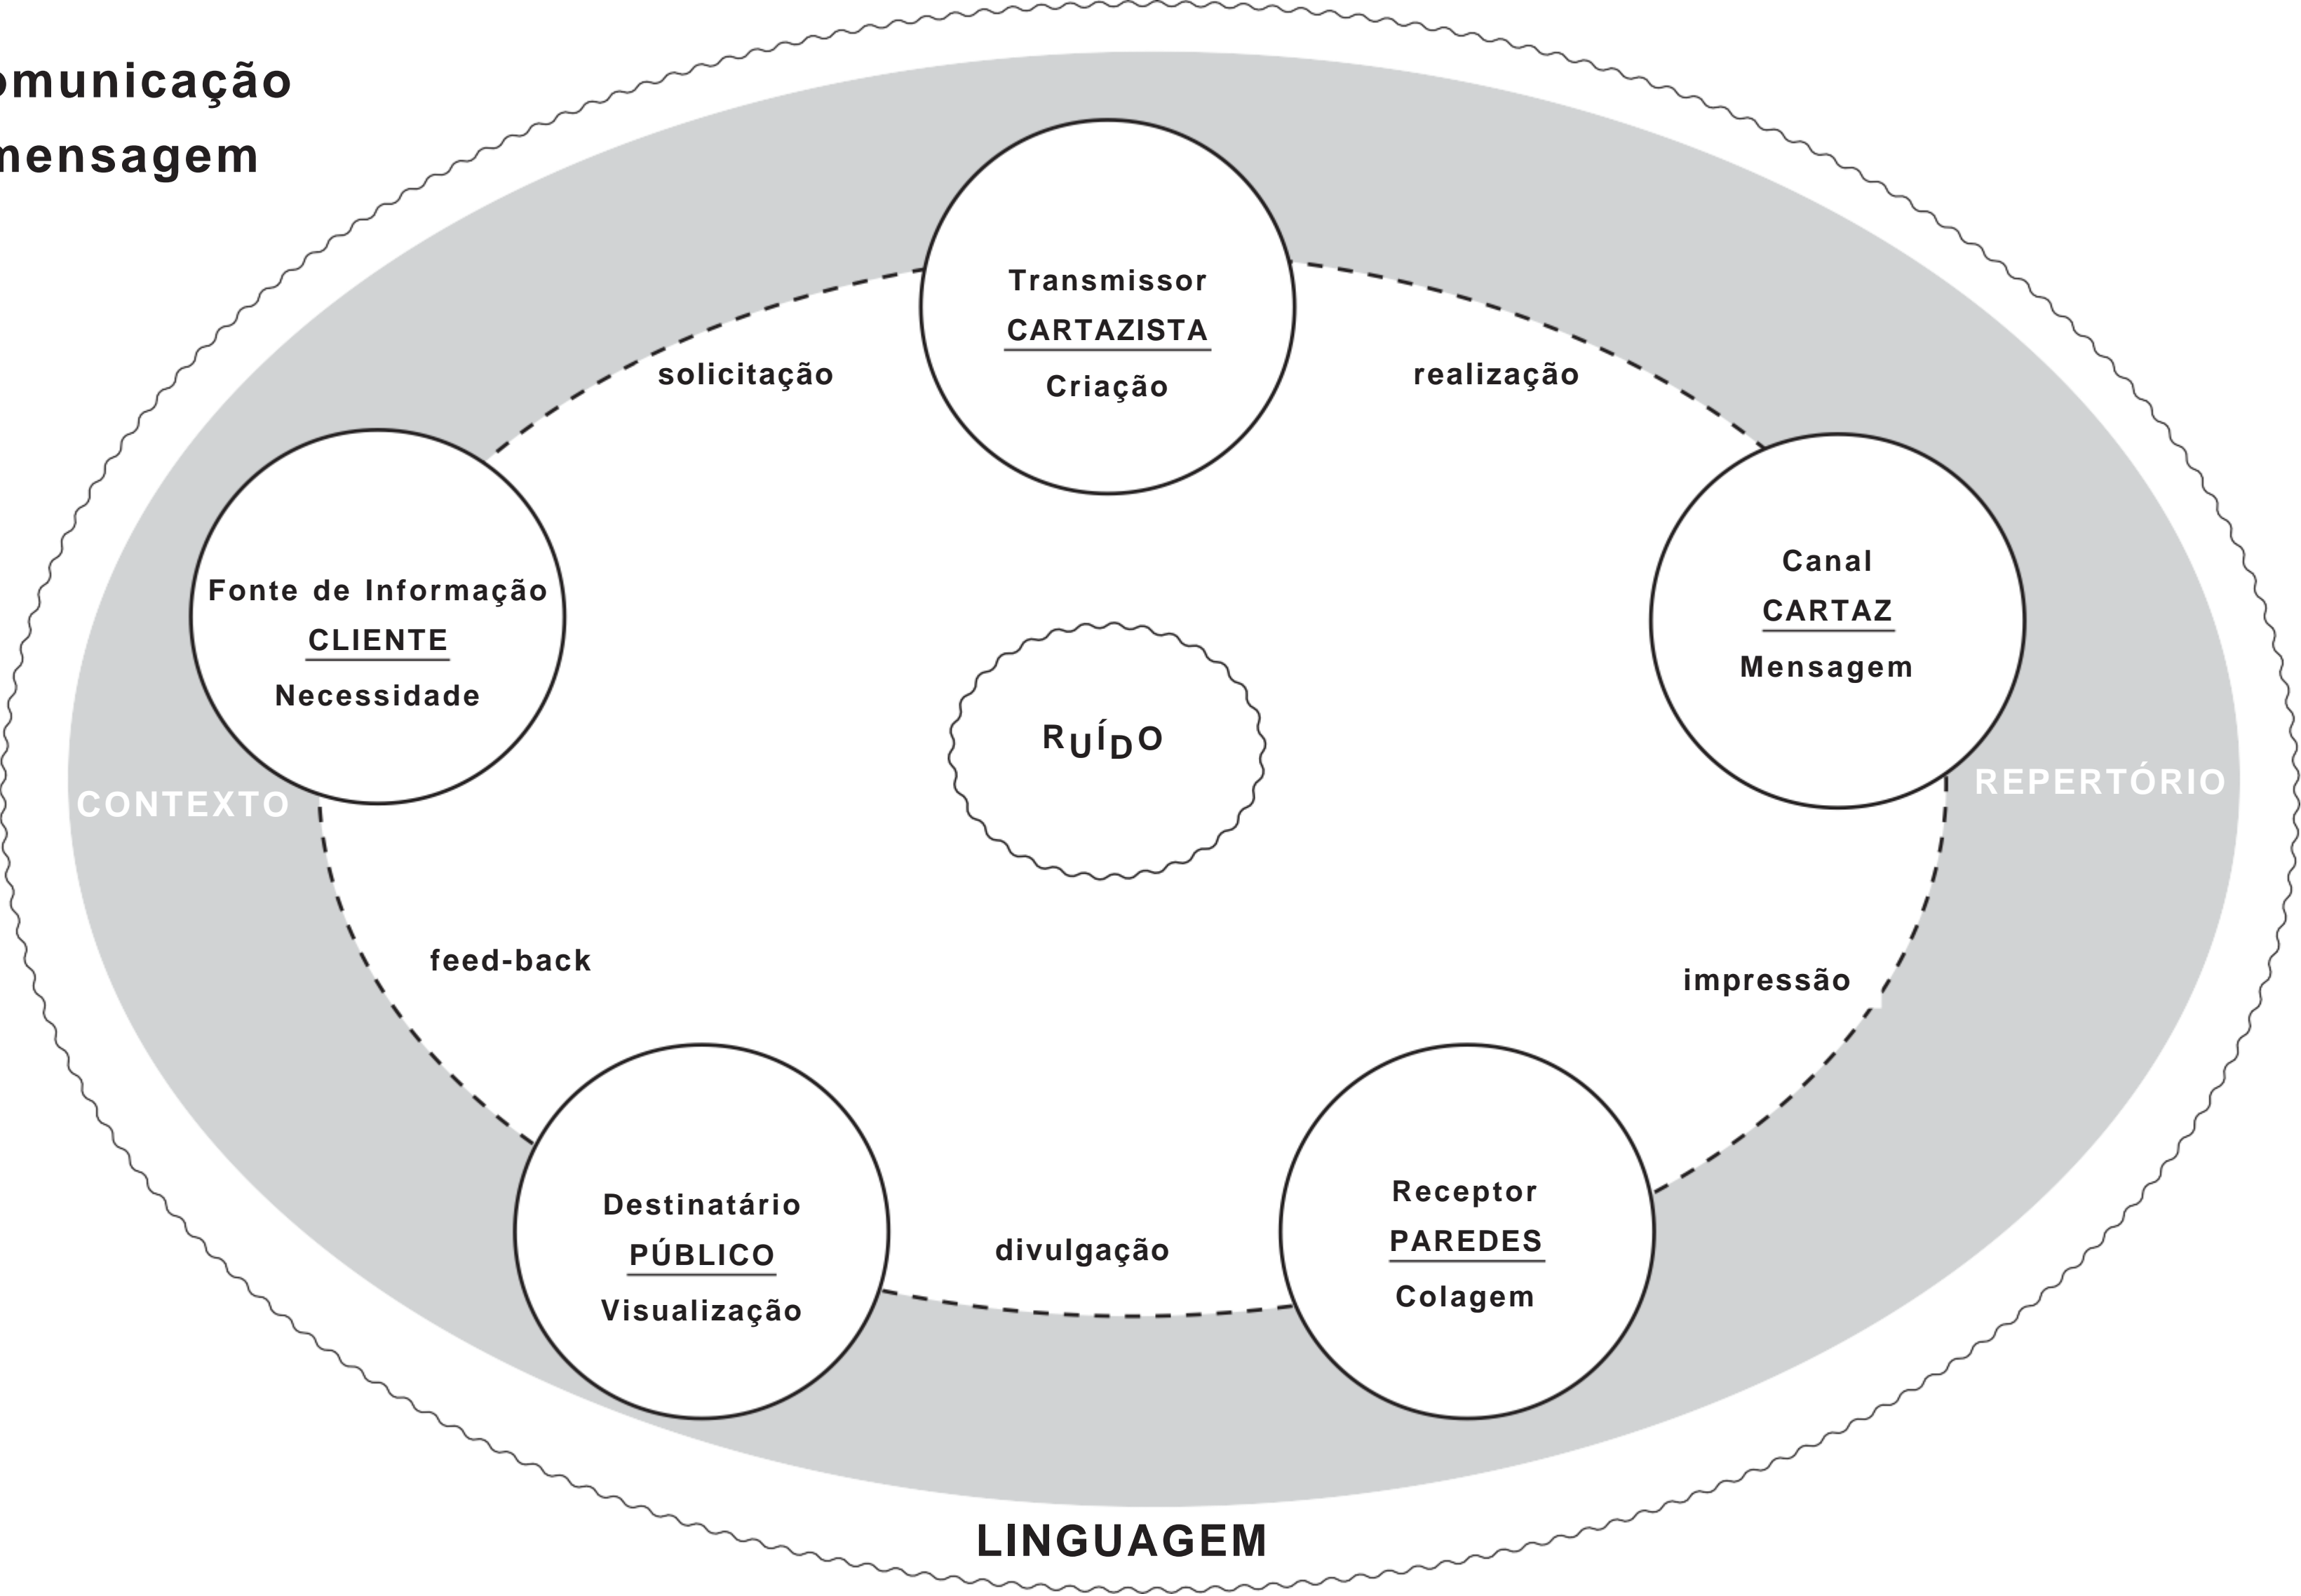 omunicação
mensagem
Transmissor
CARTAZISTA
Criação
solicitação
realização
Fonte de Informação
CLIENTE
Necessidade
Canal
CARTAZ
Mensagem
RUÍDO
CONTEXTO
REPERTÓRIO
feed-back
impressão
Destinatário
PÚBLICO
Visualização
divulgação
Receptor
PAREDES
Colagem
LINGUAGEM